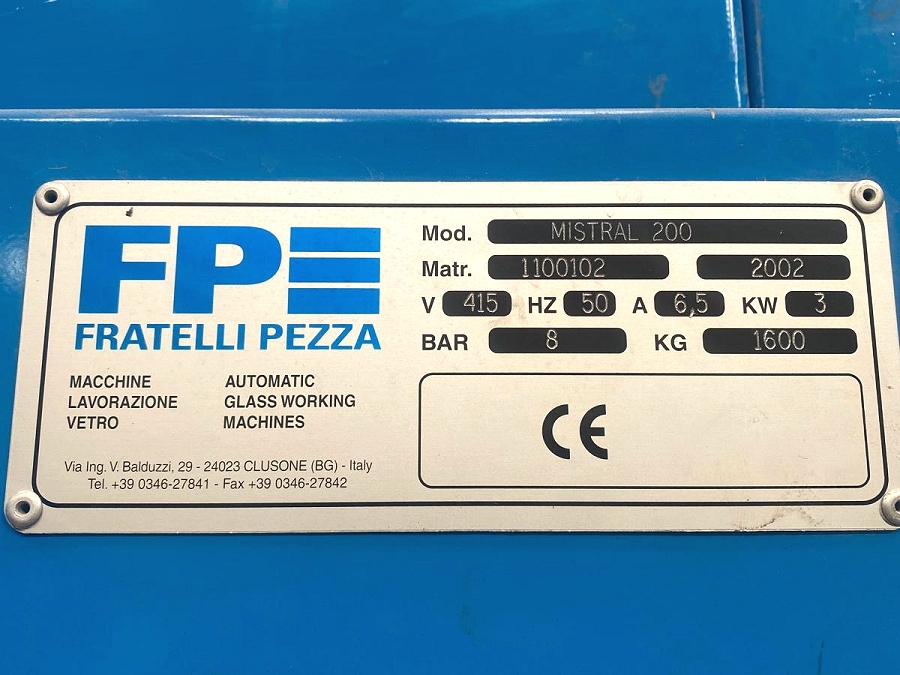 FP
FRATELLI PEZZA
MACCHINE
LAVORAZIONE
VETRO
AUTOMATIC
GLASS WORKING
MACHINES
Via Ing. V. Balduzzi, 29 - 24023 CLUSONE (BG) - Italy
Tel. +39 0346-27841 - Fax +39 0346-27842
Mod. MISTRAL 200
Matr. 1100102 2002
V 415 HZ 50 A 6,5 KW 3
BAR 8 KG 1600
CE